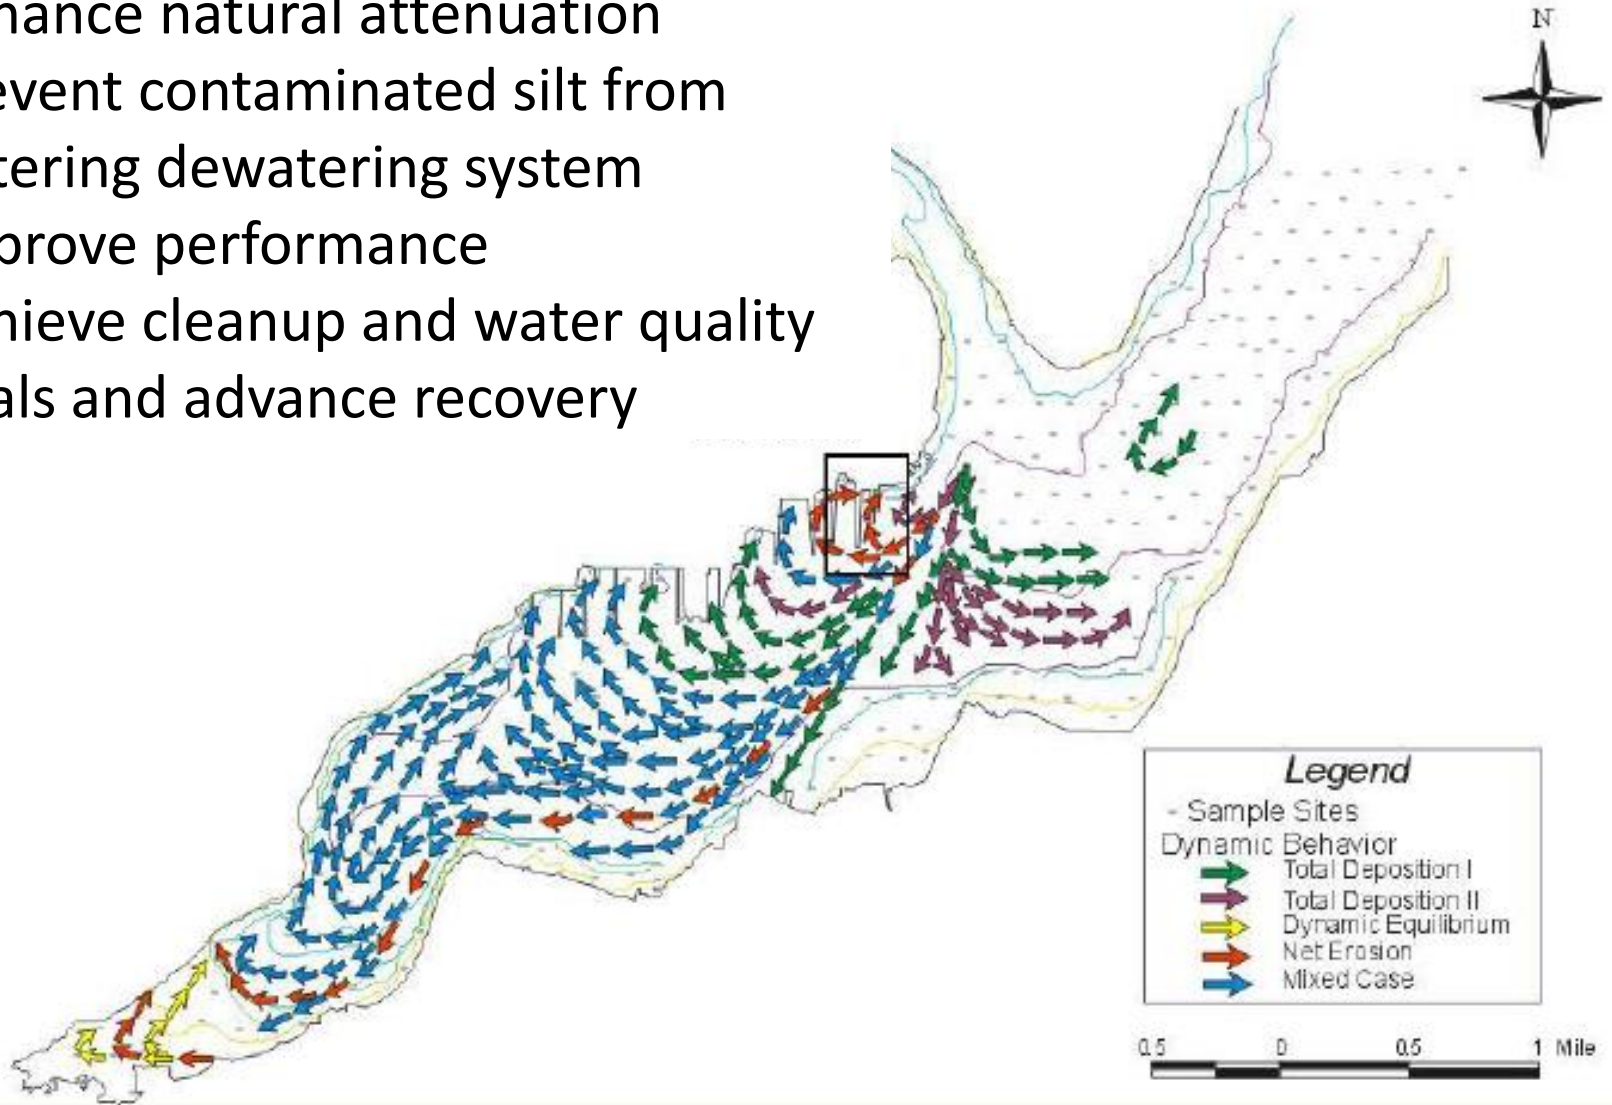 hance natural attenuation
event contaminated silt from
tering dewatering system
prove performance
hieve cleanup and water quality
als and advance recovery
N
Legend
- Sample Sites
Dynamic Behavior
Total Deposition I
Total Deposition II
Dynamic Equilibrium
Net Erosion
Mixed Case
0.5 0 0.5 1 Mile